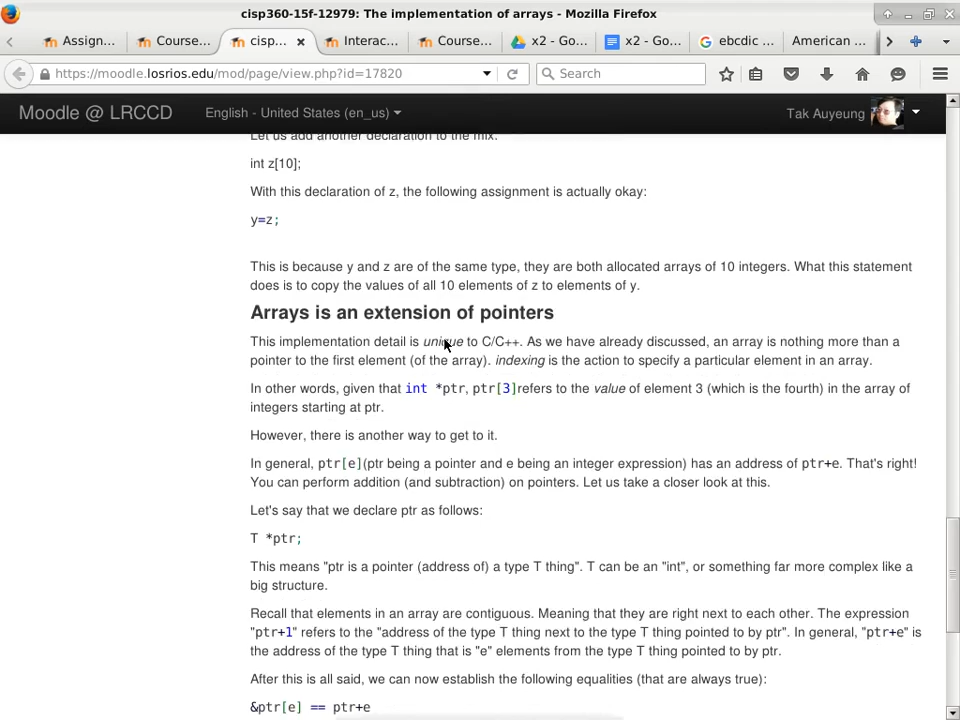 cisp360-15f-12979: The implementation of arrays - Mozilla Firefox
Assign... Course... cisp... Interac... Course... x2 - Go... x2 - Go... ebcdic ... American ...
https://moodle.losrios.edu/mod/page/view.php?id=17820 Search
Moodle @ LRCCD English - United States (en_us) Tak Auyeung
Let us add another declaration to the mix:
int z[10];
With this declaration of z, the following assignment is actually okay:
y=z;
This is because y and z are of the same type, they are both allocated arrays of 10 integers. What this statement
does is to copy the values of all 10 elements of z to elements of y.
Arrays is an extension of pointers
This implementation detail is unique to C/C++. As we have already discussed, an array is nothing more than a
pointer to the first element (of the array). indexing is the action to specify a particular element in an array.
In other words, given that int *ptr, ptr[3]refers to the value of element 3 (which is the fourth) in the array of
integers starting at ptr.
However, there is another way to get to it.
In general, ptr[e](ptr being a pointer and e being an integer expression) has an address of ptr+e. That's right!
You can perform addition (and subtraction) on pointers. Let us take a closer look at this.
Let's say that we declare ptr as follows:
T *ptr;
This means "ptr is a pointer (address of) a type T thing". T can be an "int", or something far more complex like a
big structure.
Recall that elements in an array are contiguous. Meaning that they are right next to each other. The expression
"ptr+1" refers to the "address of the type T thing next to the type T thing pointed to by ptr". In general, "ptr+e" is
the address of the type T thing that is "e" elements from the type T thing pointed to by ptr.
After this is all said, we can now establish the following equalities (that are always true):
&ptr[e] == ptr+e